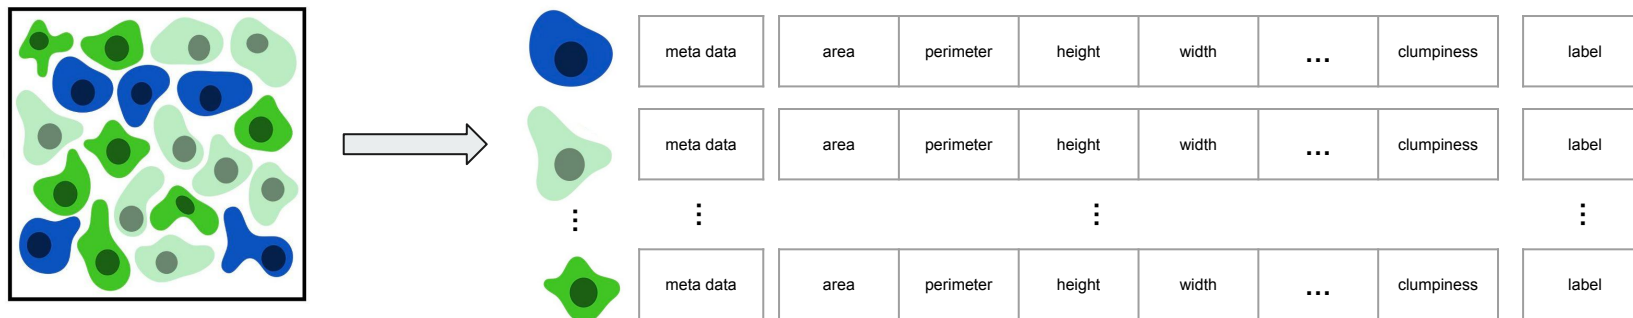 meta data area perimeter height width ... clumpiness label
meta data area perimeter height width ... clumpiness label
meta data area perimeter height width ... clumpiness label